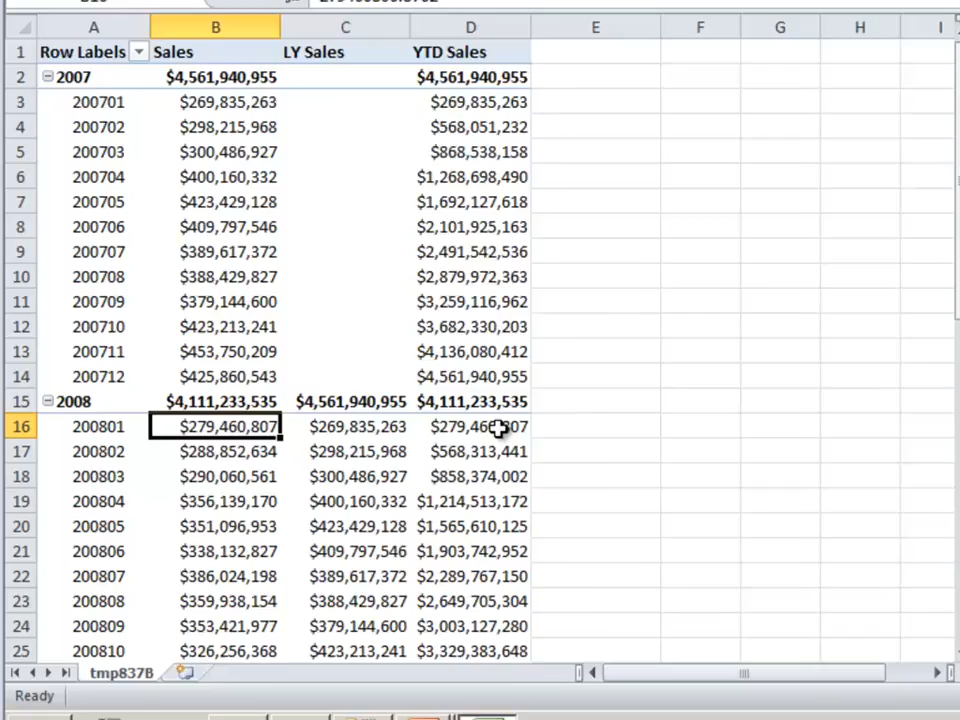 A B C D E F G H I
1 Row Labels Sales LY Sales YTD Sales
2 2007 $4,561,940,955 $4,561,940,955
3 200701 $269,835,263 $269,835,263
4 200702 $298,215,968 $568,051,232
5 200703 $300,486,927 $868,538,158
6 200704 $400,160,332 $1,268,698,490
7 200705 $423,429,128 $1,692,127,618
8 200706 $409,797,546 $2,101,925,163
9 200707 $389,617,372 $2,491,542,536
10 200708 $388,429,827 $2,879,972,363
11 200709 $379,144,600 $3,259,116,962
12 200710 $423,213,241 $3,682,330,203
13 200711 $453,750,209 $4,136,080,412
14 200712 $425,860,543 $4,561,940,955
15 2008 $4,111,233,535 $4,561,940,955 $4,111,233,535
16 200801 $279,460,807 $269,835,263
17 200802 $288,852,634 $298,215,968 $568,313,441
18 200803 $290,060,561 $300,486,927 $858,374,002
19 200804 $356,139,170 $400,160,332 $1,214,513,172
20 200805 $351,096,953 $423,429,128 $1,565,610,125
21 200806 $338,132,827 $409,797,546 $1,903,742,952
22 200807 $386,024,198 $389,617,372 $2,289,767,150
23 200808 $359,938,154 $388,429,827 $2,649,705,304
24 200809 $353,421,977 $379,144,600 $3,003,127,280
25 200810 $326,256,368 $423,213,241 $3,329,383,648
tmp837B
Ready